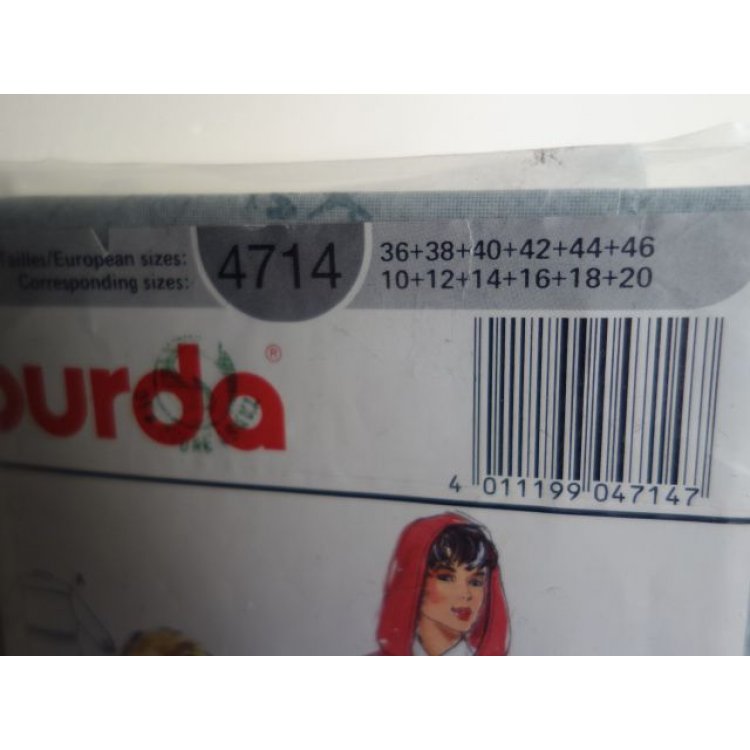 Tailles/European sizes:
Corresponding sizes:
4714
36+38+40+42+44+46
10+12+14+16+18+20
burda®
4 011199 047147